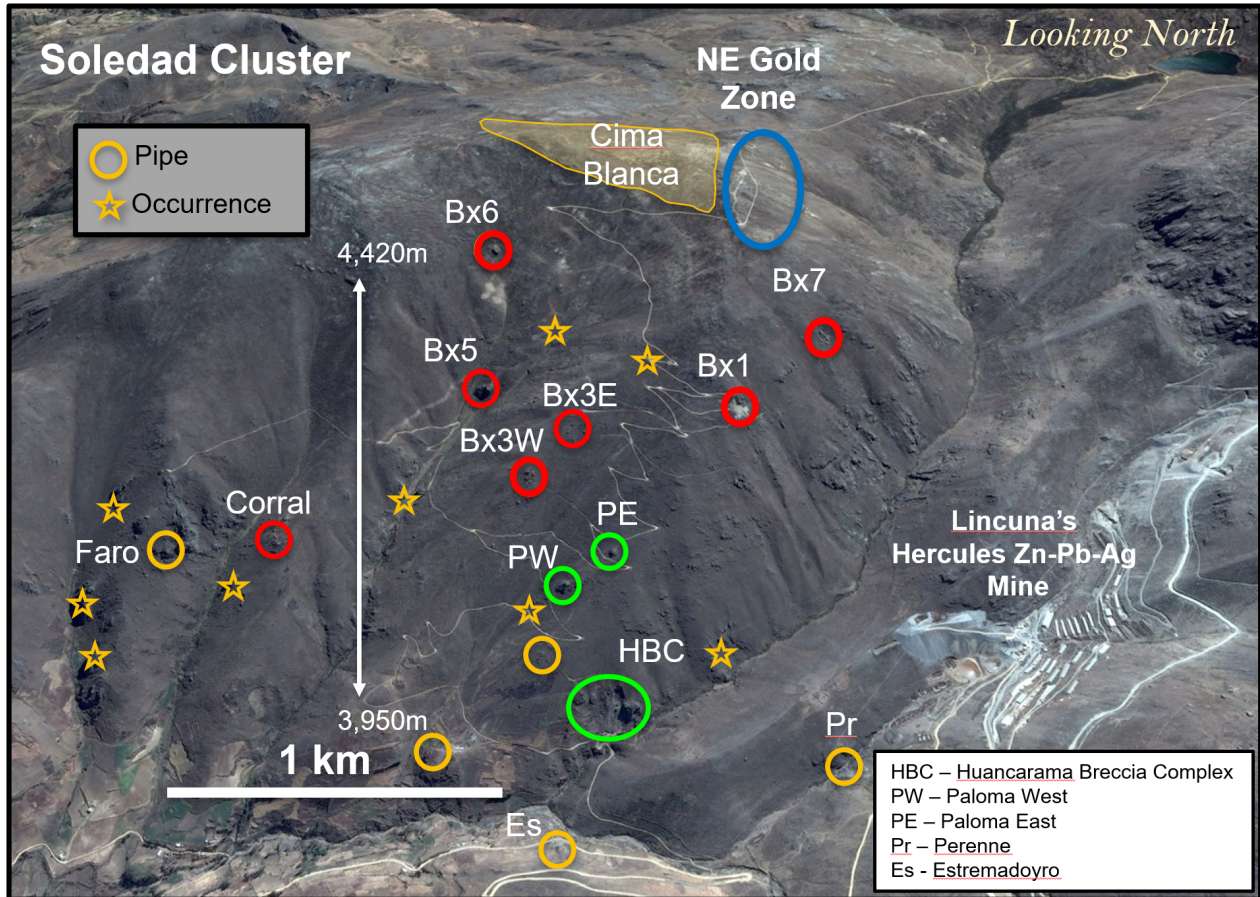 Looking North
Soledad Cluster
NE Gold
Zone
Pipe
Occurrence
Cima
Blanca
Bx6
4,420m
Bx7
Bx5
Bx1
Bx3E
Bx3W
Corral
PE
Faro
PW
Lincuna’s
Hercules Zn-Pb-Ag
Mine
HBC
3,950m
Pr
1 km
Es
HBC – Huancarama Breccia Complex
PW – Paloma West
PE – Paloma East
Pr – Perenne
Es - Estremadoyro